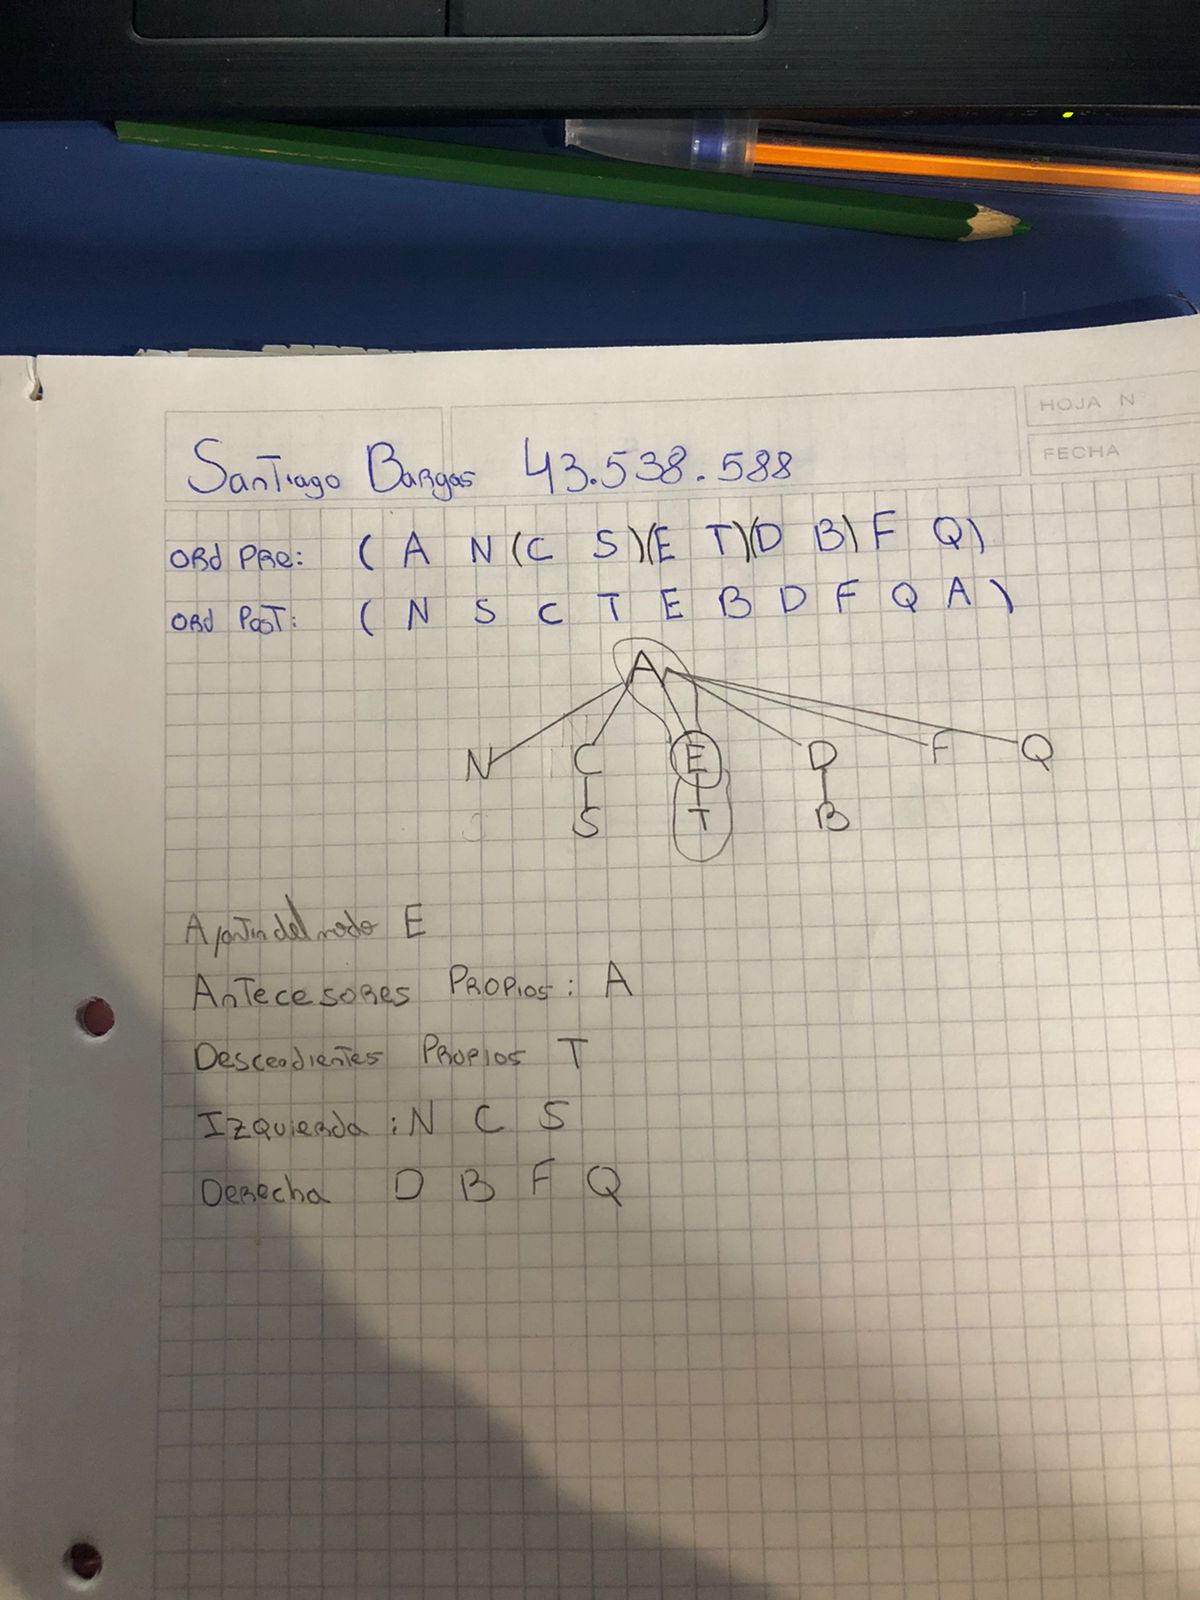 HOJA N
FECHA
Santiago Bargas 43.538.588
ORD PRE: ( A N (C S)(E T)(D B) F Q)
ORD POST: ( N S C T E B D F Q A )
A
N C E D F Q
S T B
A partir del nodo E
Antecesores Propios: A
Descendientes Propios T
Izquierda: N C S
Derecha D B F Q